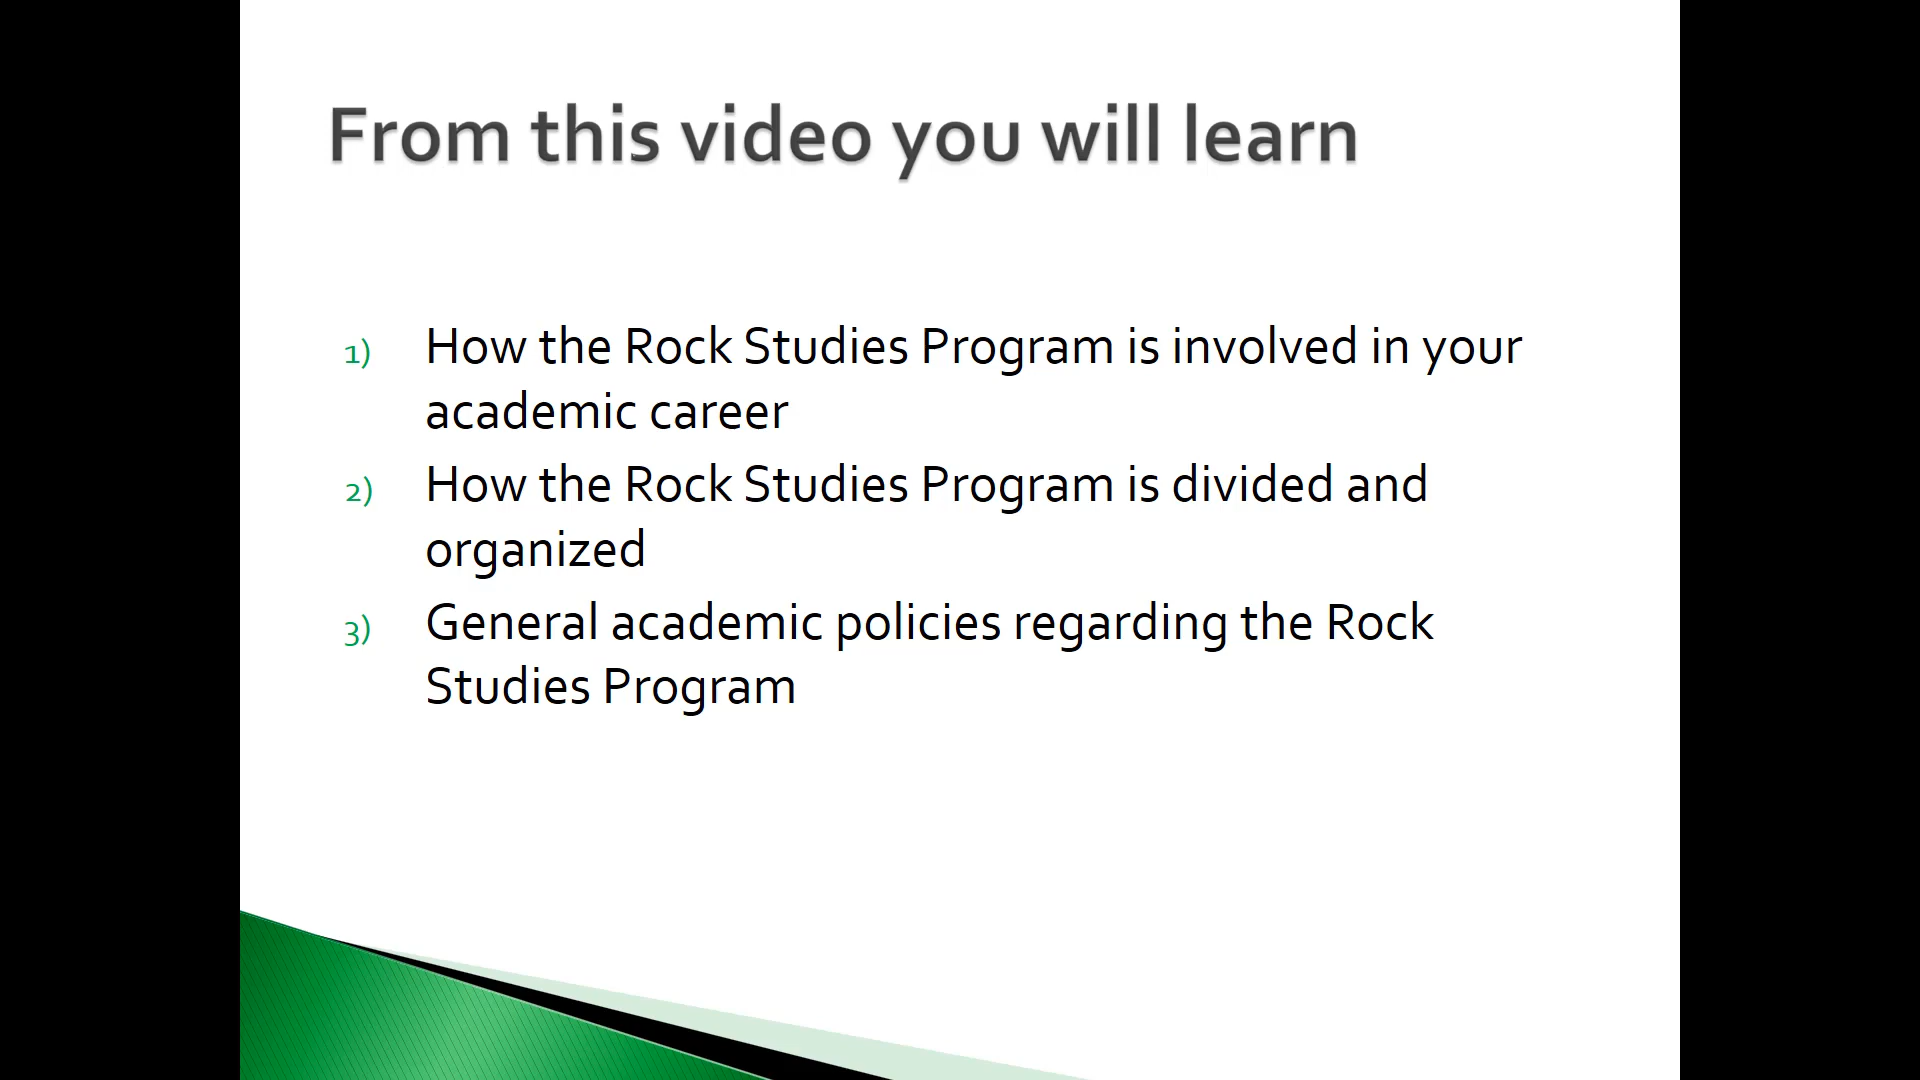 From this video you will learn
1) How the Rock Studies Program is involved in your
academic career
2) How the Rock Studies Program is divided and
organized
3) General academic policies regarding the Rock
Studies Program